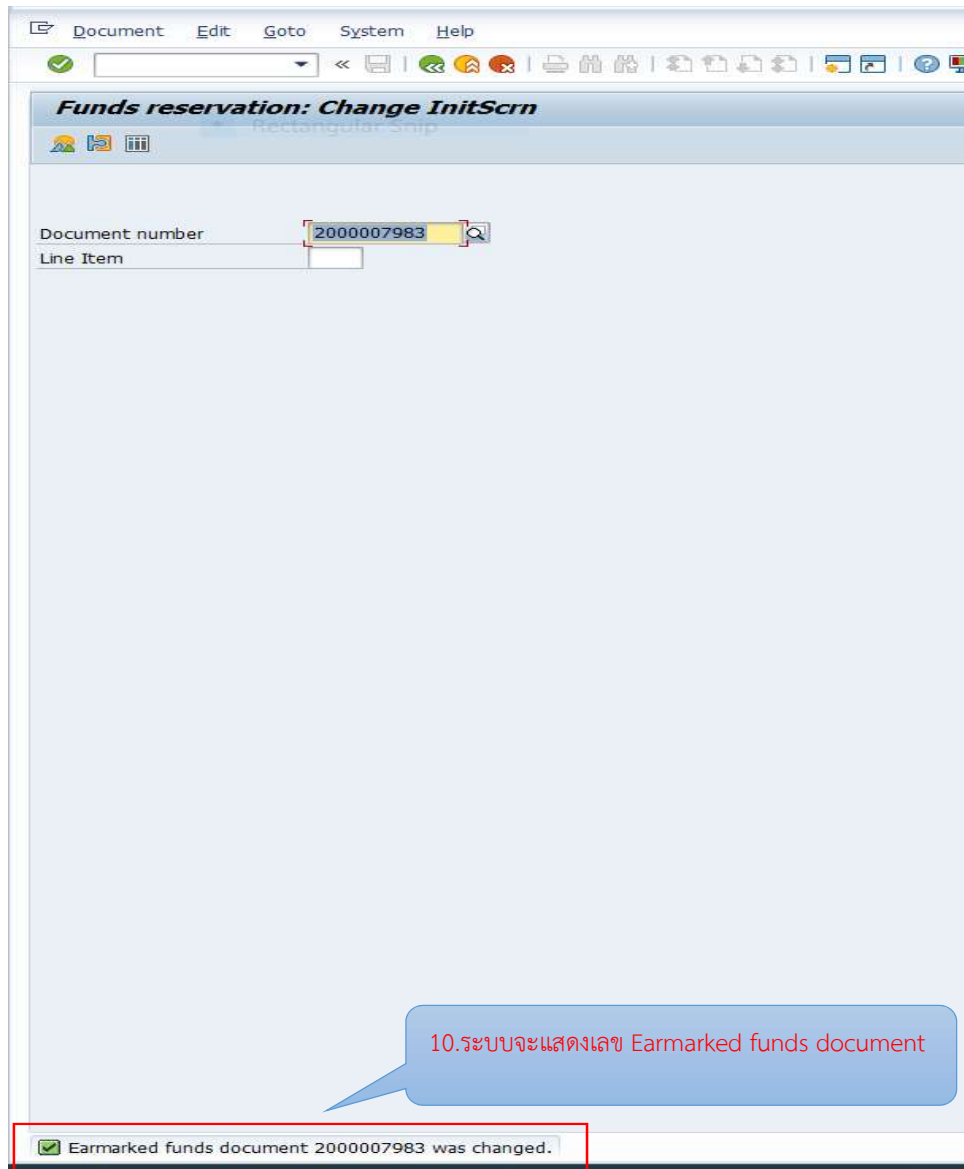 Document Edit Goto System Help
Funds reservation: Change InitScrn
Rectangular Snip
Document number 2000007983
Line Item
10.ระบบจะแสดงเลข Earmarked funds document
Earmarked funds document 2000007983 was changed.